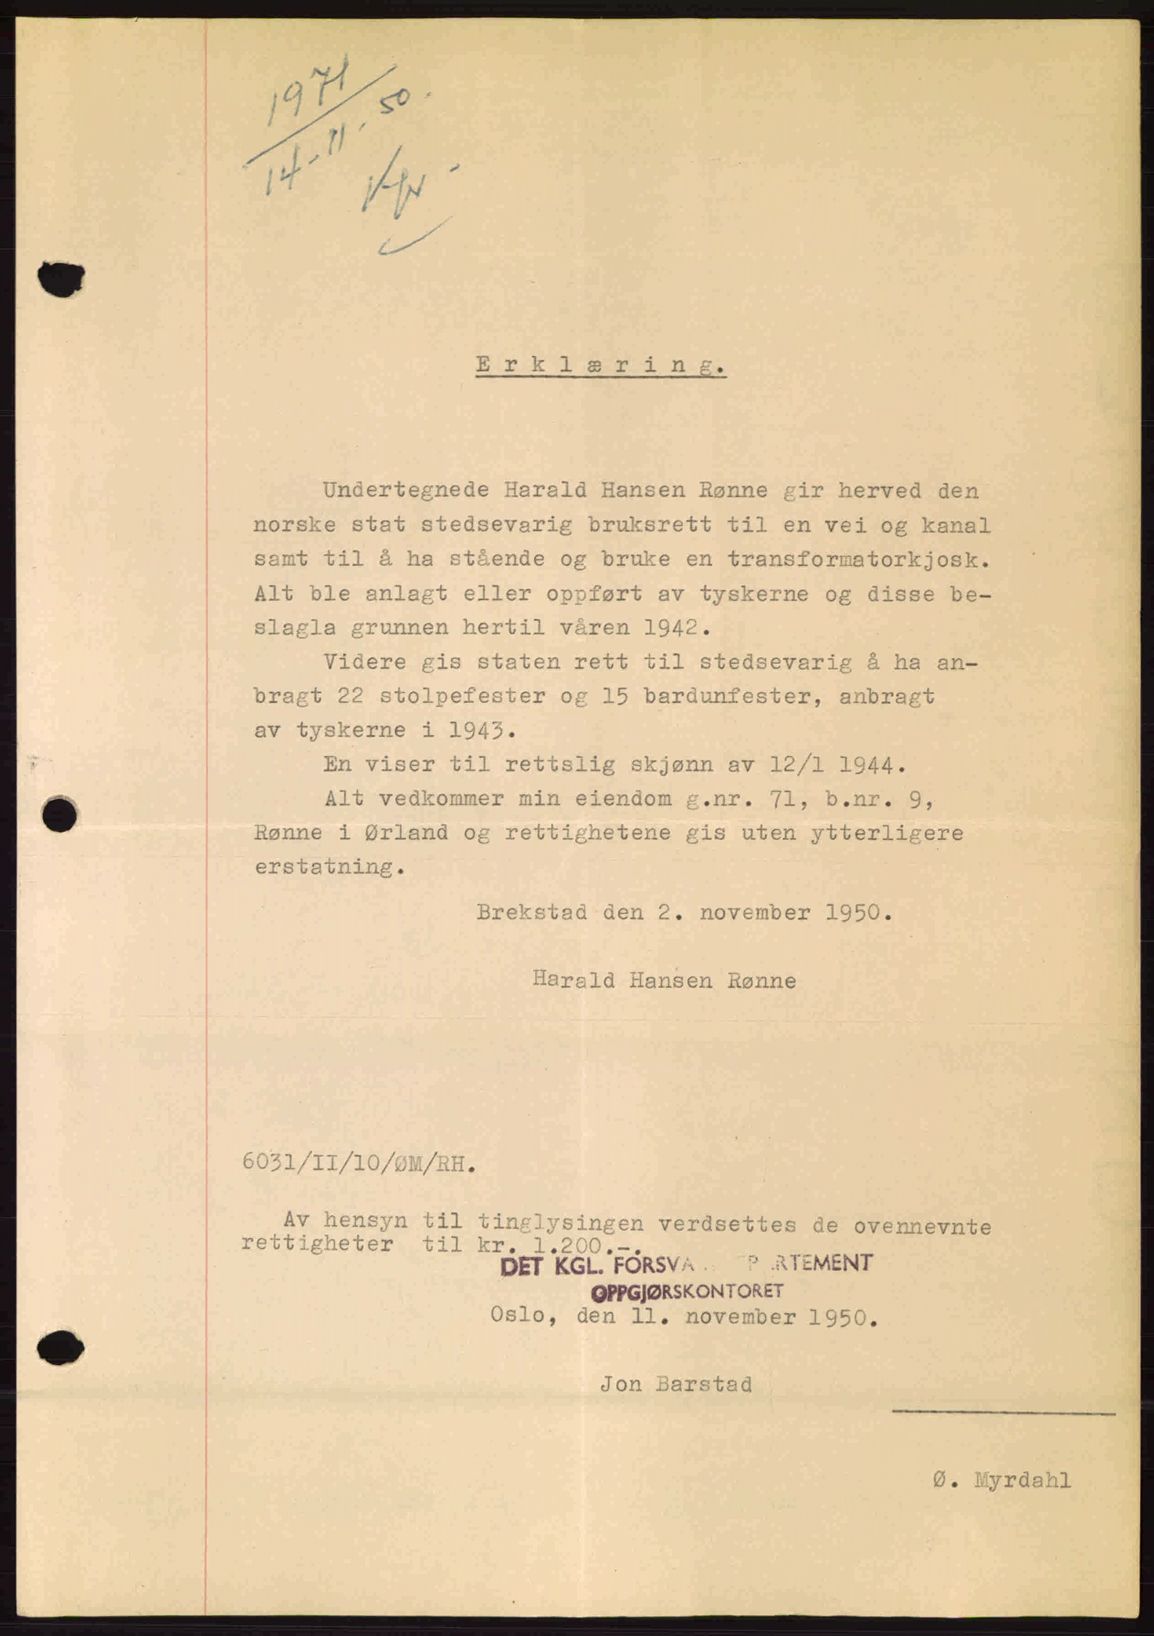 1971
14-11-50.
Erklæring.
Undertegnede Harald Hansen Rønne gir herved den
norske stat stedsevarig bruksrett til en vei og kanal
samt til å ha stående og bruke en transformatorkjosk.
Alt ble anlagt eller oppført av tyskerne og disse be-
slagla grunnen hertil våren 1942.
Videre gis staten rett til stedsevarig å ha an-
bragt 22 stolpefester og 15 bardunfester, anbragt
av tyskerne i 1943.
En viser til rettslig skjønn av 12/1 1944.
Alt vedkommer min eiendom g.nr. 71, b.nr. 9,
Rønne i Ørland og rettighetene gis uten ytterligere
erstatning.
Brekstad den 2. november 1950.
Harald Hansen Rønne
6031/II/10/ØM/RH.
Av hensyn til tinglysingen verdsettes de ovennevnte
rettigheter til kr. 1.200.-.
DET KGL. FORSVA P RTEMENT
OPPGJØRSKONTORET
Oslo, den 11. november 1950.
Jon Barstad
Ø. Myrdahl